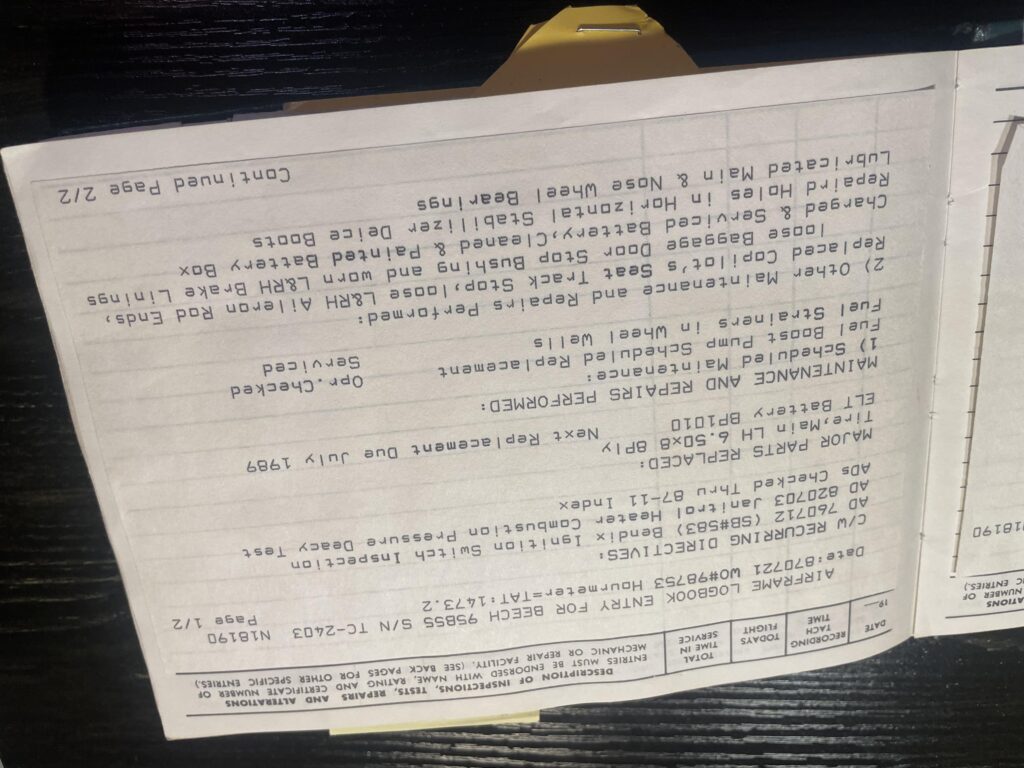 DATE
19
RECORDING
TACH
TIME
TODAYS
FLIGHT
TOTAL
TIME IN
SERVICE
DESCRIPTION OF INSPECTIONS, TESTS, REPAIRS AND ALTERATIONS
ENTRIES MUST BE ENDORSED WITH NAME, RATING AND CERTIFICATE NUMBER OF
MECHANIC OR REPAIR FACILITY. (SEE BACK PAGES FOR OTHER SPECIFIC ENTRIES.)
AIRFRAME LOGBOOK ENTRY FOR BEECH 95B55 S/N TC-2403 N18190
Date:870721 WO#98753 Hourmeter=TAT:1473.2 Page 1/2
C/W RECURRING DIRECTIVES:
AD 760712 (SB#583) Bendix Ignition Switch Inspection
AD 820703 Janitrol Heater Combustion Pressure Deacy Test
ADs Checked Thru 87-11 Index
MAJOR PARTS REPLACED:
Tire,Main,LH 6.50x8 8Ply
ELT Battery BP1010 Next Replacement Due July 1989
MAINTENANCE AND REPAIRS PERFORMED:
1) Scheduled Maintenance:
Fuel Boost Pump Scheduled Replacement Opr.Checked
Fuel Strainers in Wheel Wells Serviced
2) Other Maintenance and Repairs Performed:
Replaced Copilot's Seat Track Stop,loose L&RH Aileron Rod Ends,
loose Baggage Door Stop Bushing and worn L&RH Brake Linings
Charged & Serviced Battery,Cleaned & Painted Battery Box
Repaird Holes in Horizontal Stabilizer Deice Boots
Lubricated Main & Nose Wheel Bearings
Continued Page 2/2
ATIONS
NUMBER OF
ENTRIES.)
N18190